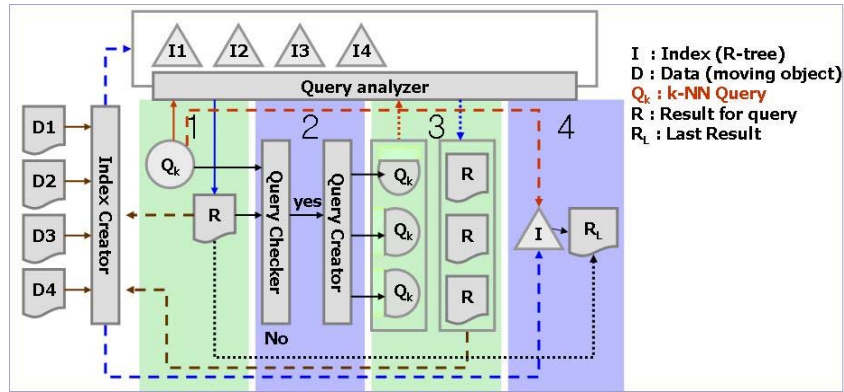 I1 I2 I3 I4
Query analyzer
I : Index (R-tree)
D : Data (moving object)
Qk : k-NN Query
R : Result for query
RL : Last Result
1 2 3 4
D1
D2
D3
D4
Index Creator
Qk
R
Query Checker
yes
No
Query Creator
Qk
Qk
Qk
R
R
R
I
RL